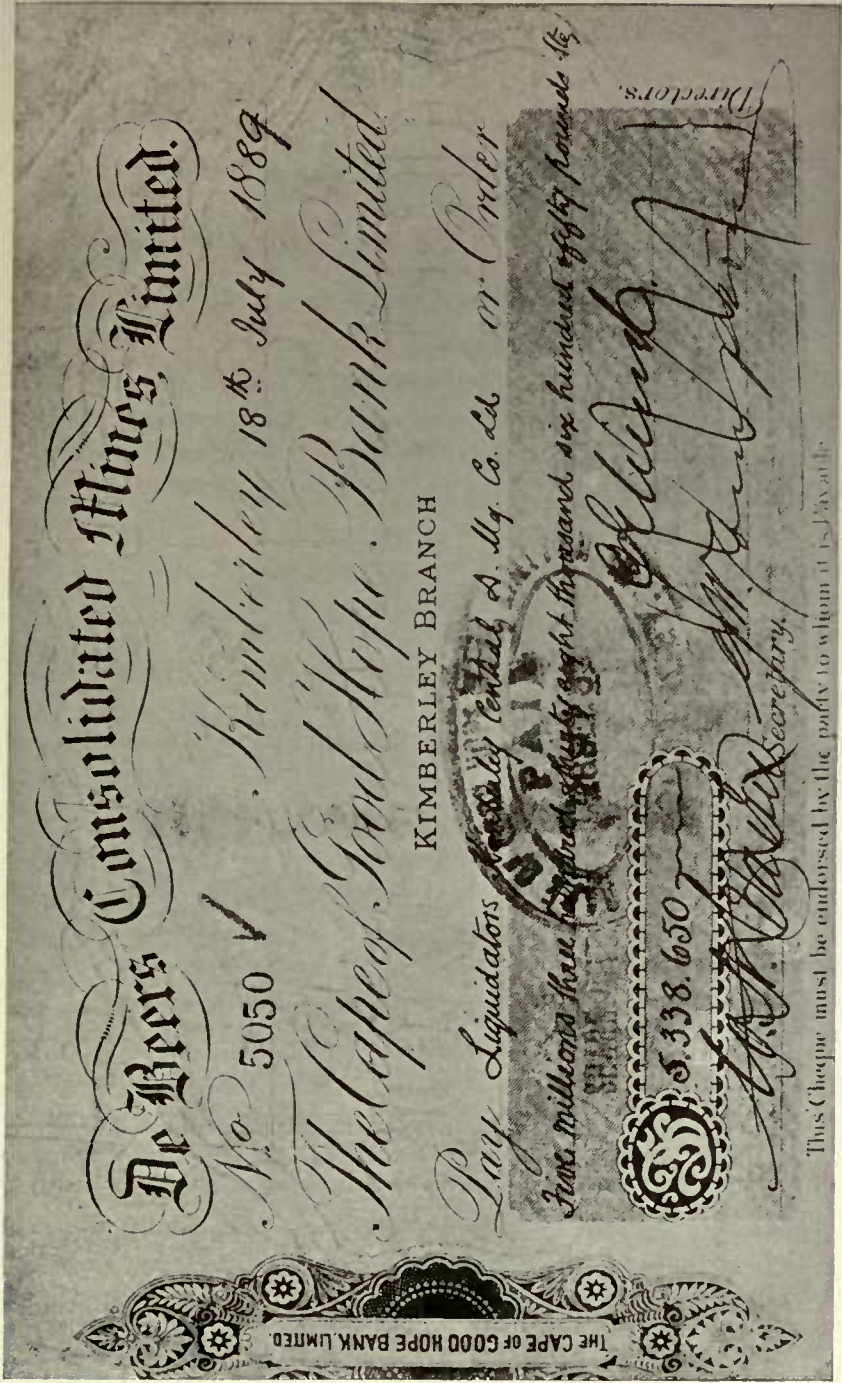 De Beers Consolidated Mines, Limited.
No 5050
Kimberley 18th July 1889
The Cape of Good Hope Bank Limited.
KIMBERLEY BRANCH
Pay Liquidators Kimberley Central D. Mg. Co. Ld. or Order
Five millions three hundred & thirty eight thousand six hundred & fifty pounds Stg
5.338.650
Directors.
Secretary.
This Cheque must be endorsed by the party to whom it is Payable
THE CAPE OF GOOD HOPE BANK, LIMITED.
PAID